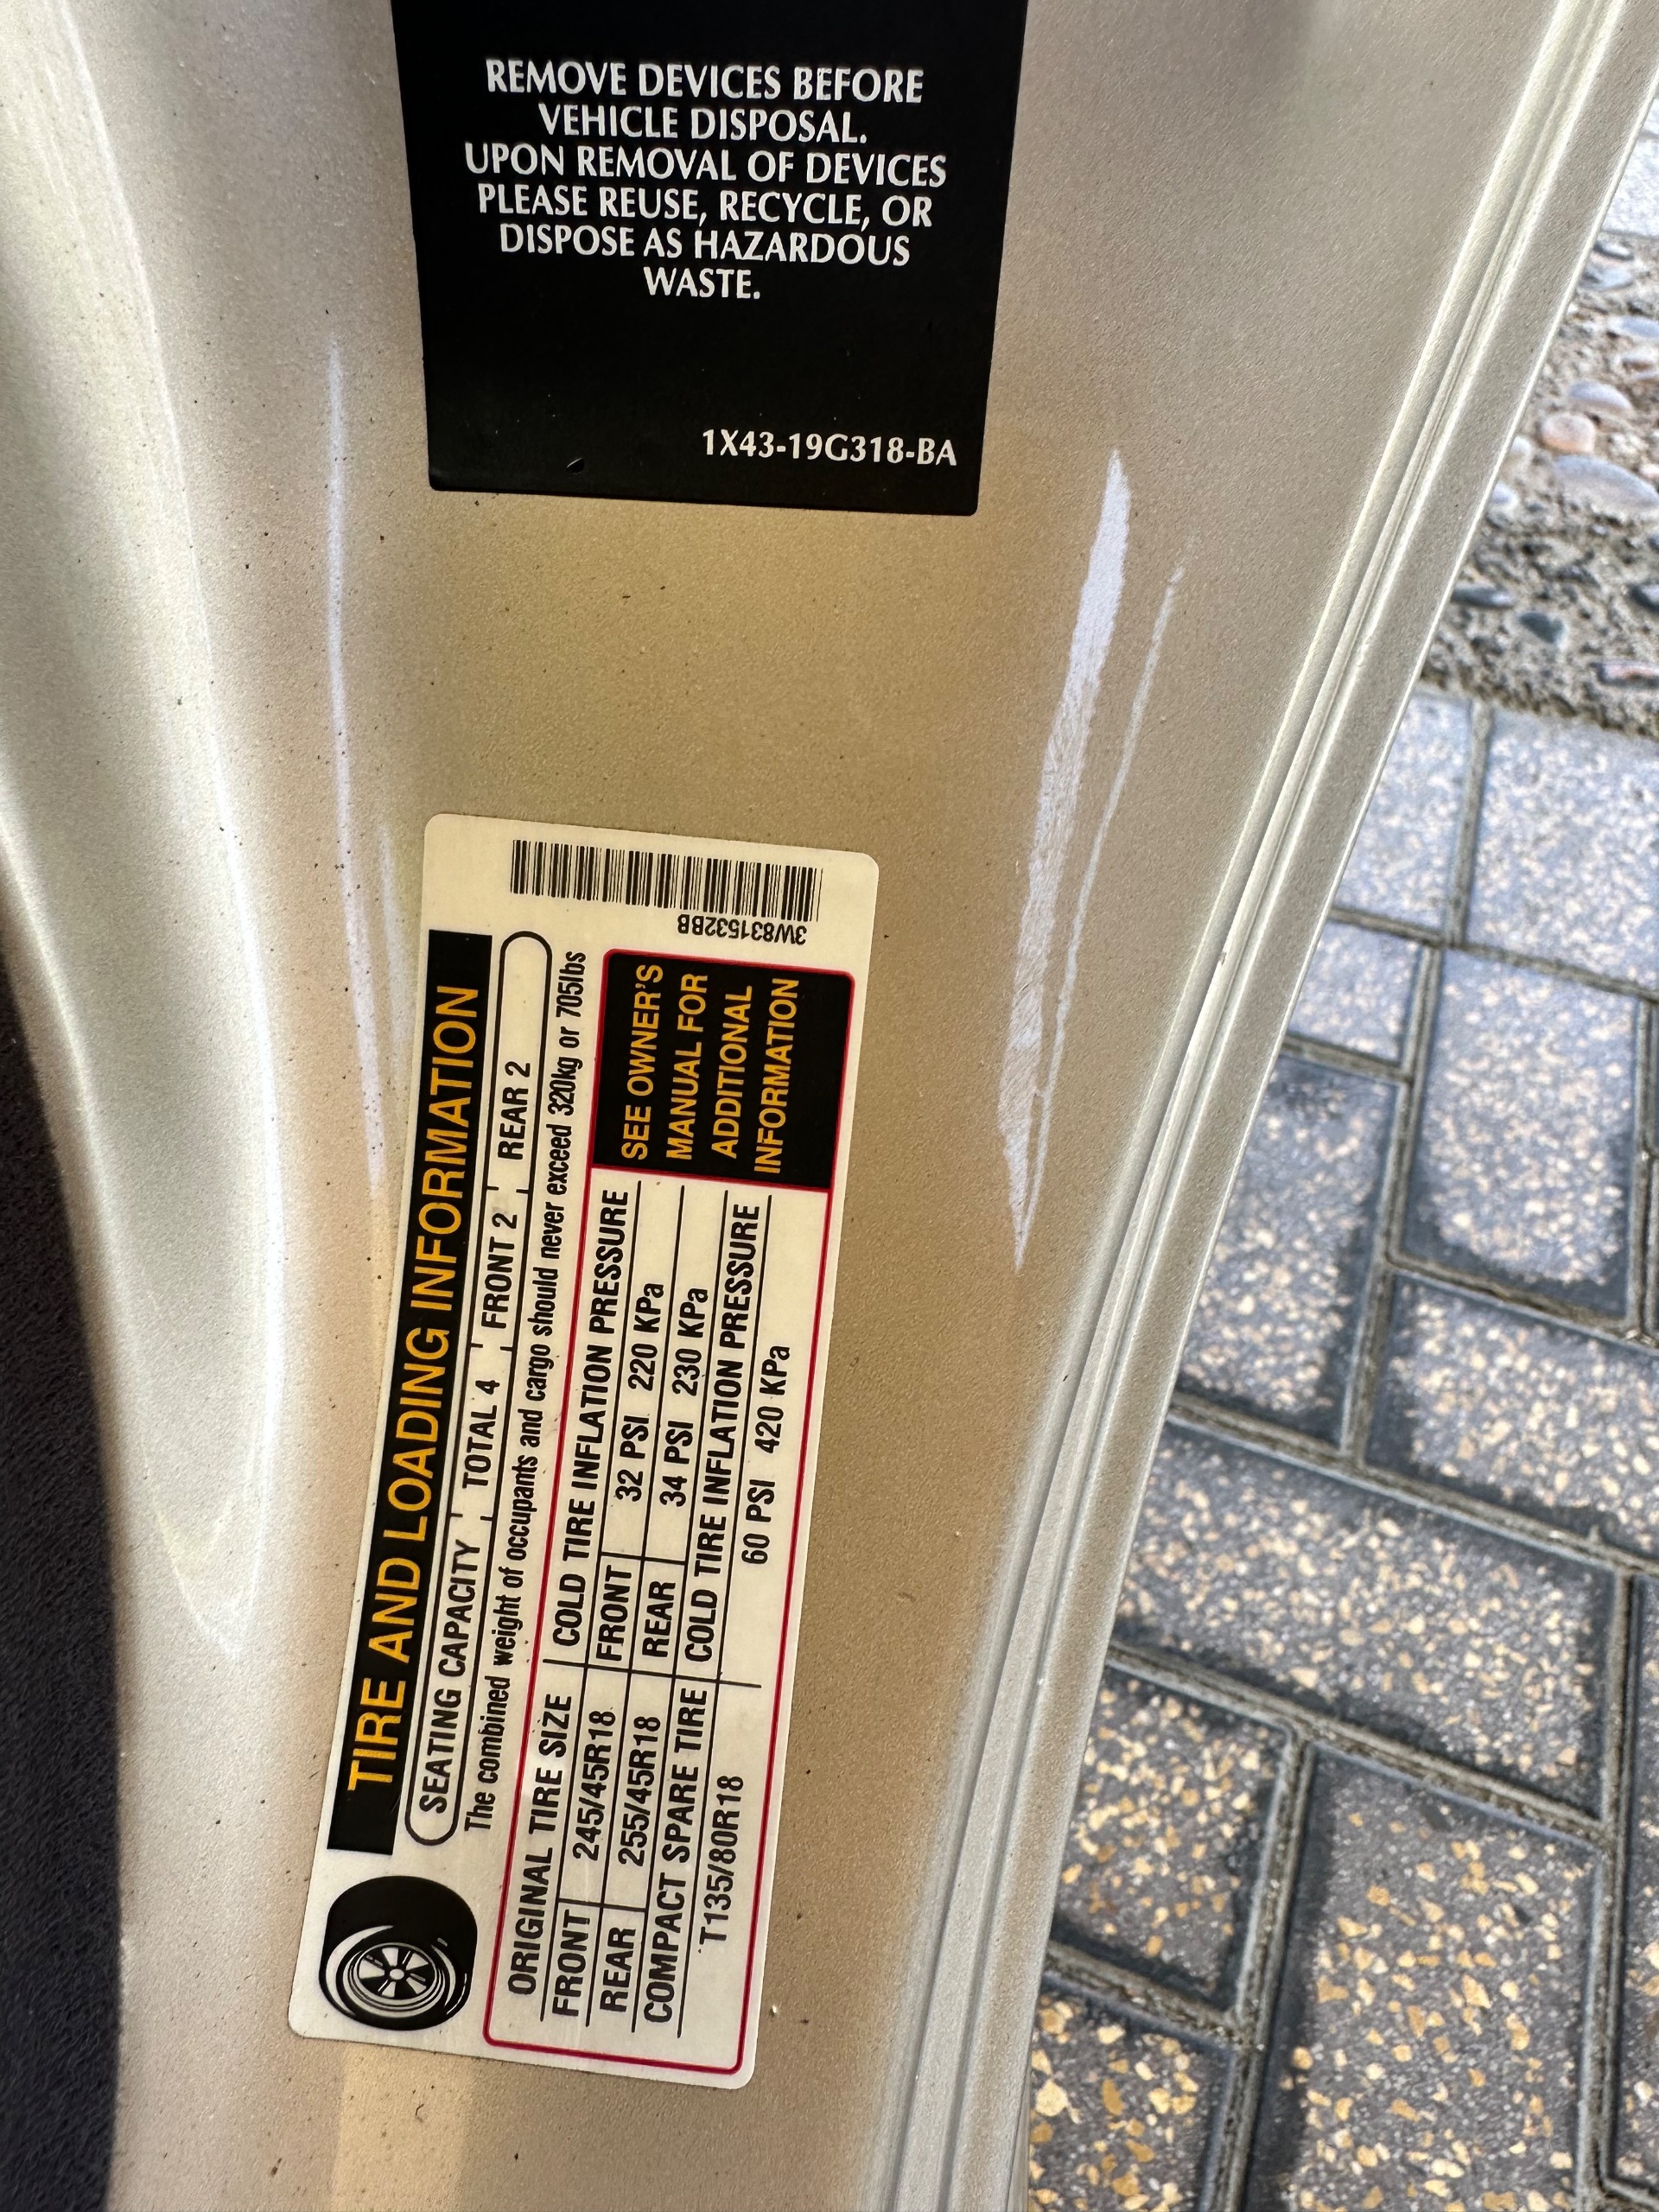 REMOVE DEVICES BEFORE
VEHICLE DISPOSAL.
UPON REMOVAL OF DEVICES
PLEASE REUSE, RECYCLE, OR
DISPOSE AS HAZARDOUS
WASTE.
1X43-19G318-BA
TIRE AND LOADING INFORMATION
SEATING CAPACITY TOTAL 4 FRONT 2 REAR 2
The combined weight of occupants and cargo should never exceed 320kg or 705lbs
ORIGINAL TIRE SIZE COLD TIRE INFLATION PRESSURE
FRONT 245/45R18 FRONT 32 PSI 220 KPa
REAR 255/45R18 REAR 34 PSI 230 KPa
COMPACT SPARE TIRE COLD TIRE INFLATION PRESSURE
T135/80R18 60 PSI 420 KPa
SEE OWNER'S
MANUAL FOR
ADDITIONAL
INFORMATION
3W831532BB